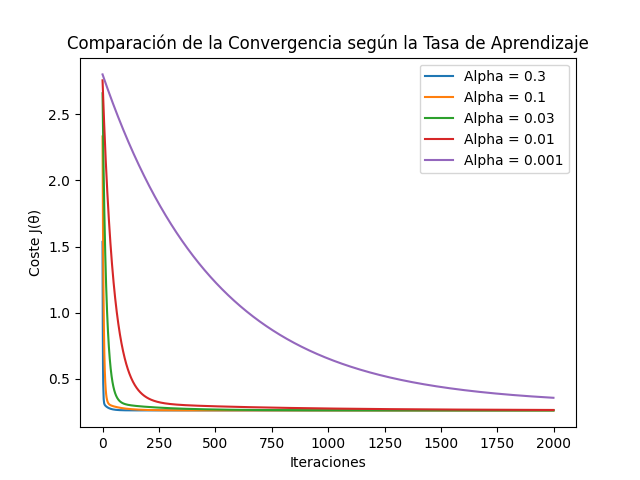 Comparación de la Convergencia según la Tasa de Aprendizaje
Alpha = 0.3
Alpha = 0.1
Alpha = 0.03
Alpha = 0.01
Alpha = 0.001
Coste J(θ)
2.5
2.0
1.5
1.0
0.5
0 250 500 750 1000 1250 1500 1750 2000
Iteraciones